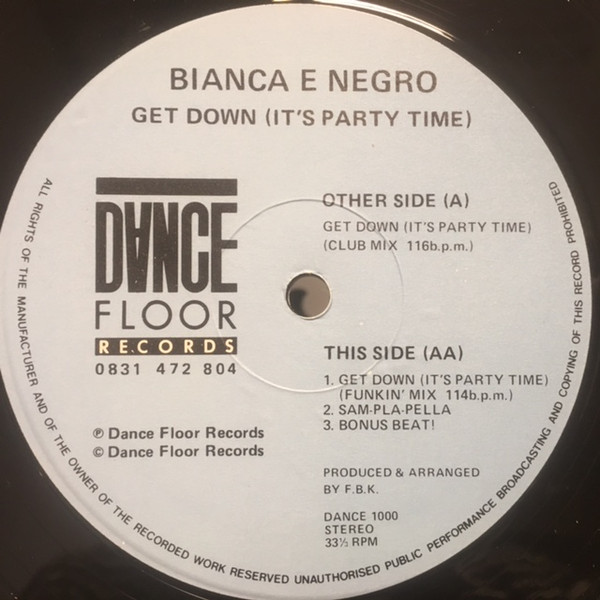 BIANCA E NEGRO
GET DOWN (IT'S PARTY TIME)
DANCE
FLOOR
RECORDS
0831 472 804
℗ Dance Floor Records
© Dance Floor Records
OTHER SIDE (A)
GET DOWN (IT'S PARTY TIME)
(CLUB MIX 116b.p.m.)
THIS SIDE (AA)
1. GET DOWN (IT'S PARTY TIME)
(FUNKIN' MIX 114b.p.m.)
2. SAM-PLA-PELLA
3. BONUS BEAT!
PRODUCED & ARRANGED
BY F.B.K.
DANCE 1000
STEREO
33⅓ RPM
ALL RIGHTS OF THE MANUFACTURER AND OF THE OWNER OF THE RECORDED WORK RESERVED UNAUTHORISED PUBLIC PERFORMANCE BROADCASTING AND COPYING OF THIS RECORD PROHIBITED